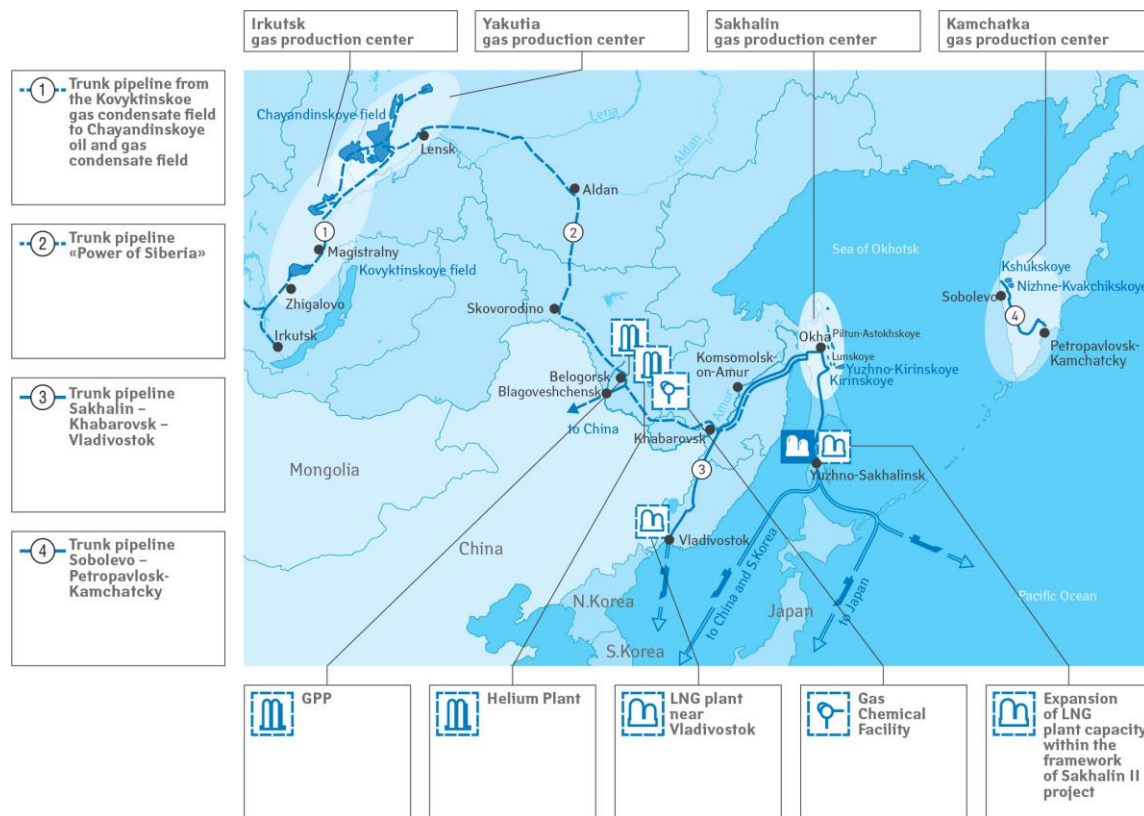 Irkutsk
gas production center
Yakutia
gas production center
Sakhalin
gas production center
Kamchatka
gas production center
1
Trunk pipeline from
the Kovyktinskoe
gas condensate field
to Chayandinskoye
oil and gas
condensate field
2
Trunk pipeline
«Power of Siberia»
3
Trunk pipeline
Sakhalin –
Khabarovsk –
Vladivostok
4
Trunk pipeline
Sobolevo –
Petropavlosk-
Kamchatcky
Chayandinskoye field
Lensk
Lena
Aldan
Aldan
2
1
Magistralny
Kovyktinskoye field
Zhigalovo
Irkutsk
Skovorodino
Sea of Okhotsk
Kshukskoye
Nizhne-Kvakchikskoye
Sobolevo
4
Petropavlovsk-
Kamchatcky
Okha
Piltun-Astokhskoye
Lunskoye
Yuzhno-Kirinskoye
Kirinskoye
Komsomolsk-
on-Amur
Amur
Belogorsk
Blagoveshchensk
to China
Khabarovsk
3
Yuzhno-Sakhalinsk
Mongolia
China
Vladivostok
N.Korea
S.Korea
Japan
to China and S.Korea
to Japan
Pacific Ocean
GPP
Helium Plant
LNG plant
near
Vladivostok
Gas
Chemical
Facility
Expansion
of LNG
plant capacity
within the
framework
of Sakhalin II
project